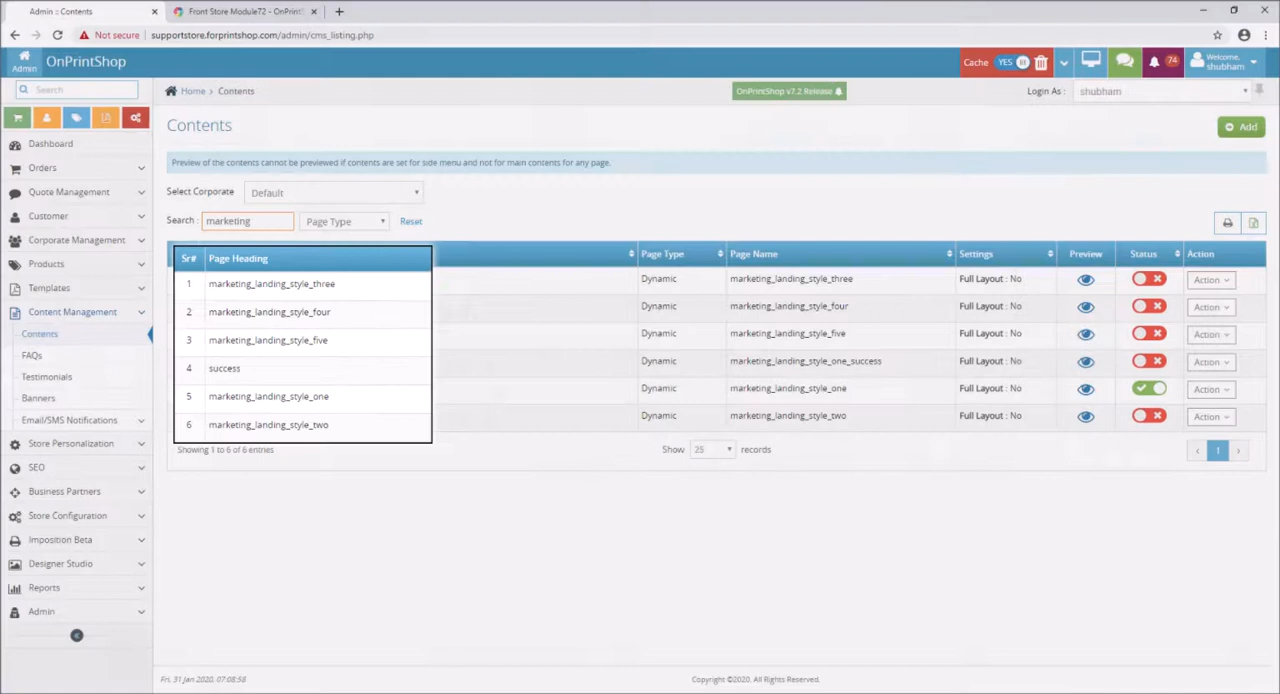 Admin :: Contents
Front Store Module72 - OnPrintS
Not secure | supportstore.forprintshop.com/admin/cms_listing.php
Admin
OnPrintShop
Cache YES
74
Welcome,
shubham
Search
Home > Contents
OnPrintShop v7.2 Release
Login As :
shubham
Contents
Add
Preview of the contents cannot be previewed if contents are set for side menu and not for main contents for any page.
Select Corporate
Default
Search :
marketing
Page Type
Reset
Dashboard
Orders
Quote Management
Customer
Corporate Management
Products
Templates
Content Management
Contents
FAQs
Testimonials
Banners
Email/SMS Notifications
Store Personalization
SEO
Business Partners
Store Configuration
Imposition Beta
Designer Studio
Reports
Admin
Sr# Page Heading Page Type Page Name Settings Preview Status Action
1 marketing_landing_style_three Dynamic marketing_landing_style_three Full Layout : No Action
2 marketing_landing_style_four Dynamic marketing_landing_style_four Full Layout : No Action
3 marketing_landing_style_five Dynamic marketing_landing_style_five Full Layout : No Action
4 success Dynamic marketing_landing_style_one_success Full Layout : No Action
5 marketing_landing_style_one Dynamic marketing_landing_style_one Full Layout : No Action
6 marketing_landing_style_two Dynamic marketing_landing_style_two Full Layout : No Action
Showing 1 to 6 of 6 entries
Show 25 records
‹ 1 ›
Fri, 31 Jan 2020, 07:08:58
Copyright ©2020, All Rights Reserved.